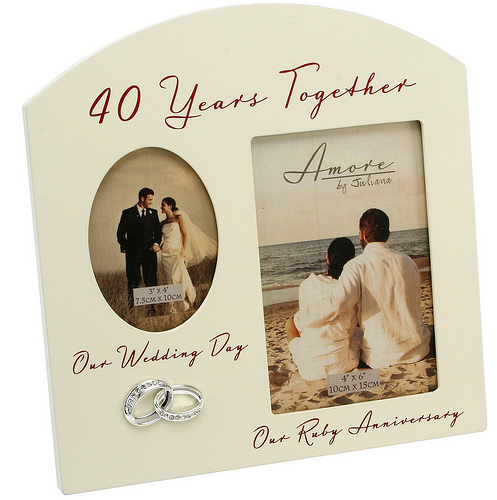 40 Years Together
Amore
by Juliana
3" x 4"
7.5CM x 10CM
Our Wedding Day
4" x 6"
10CM x 15CM
Our Ruby Anniversary